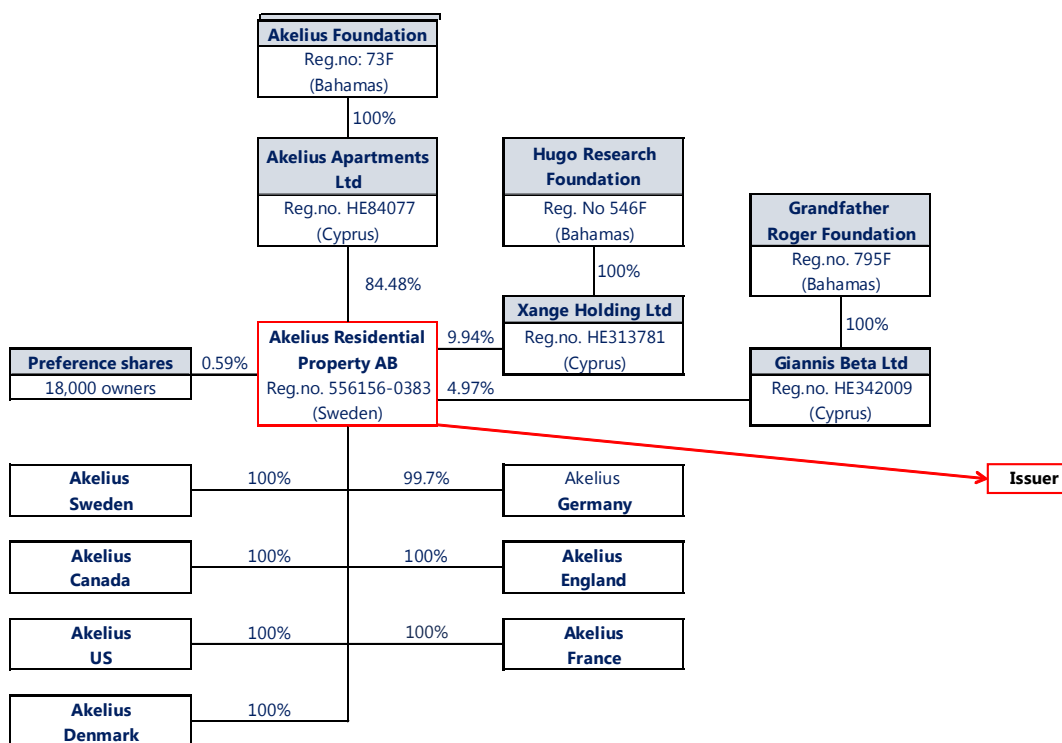 Akelius Foundation
Reg.no: 73F
(Bahamas)
100%
Akelius Apartments
Ltd
Reg.no. HE84077
(Cyprus)
84.48%
Hugo Research
Foundation
Reg. No 546F
(Bahamas)
100%
Xange Holding Ltd
Reg.no. HE313781
(Cyprus)
9.94%
Grandfather
Roger Foundation
Reg.no. 795F
(Bahamas)
100%
Giannis Beta Ltd
Reg.no. HE342009
(Cyprus)
4.97%
Preference shares
18,000 owners
0.59%
Akelius Residential
Property AB
Reg.no. 556156-0383
(Sweden)
Issuer
Akelius
Sweden
100%
99.7%
Akelius
Germany
Akelius
Canada
100%
100%
Akelius
England
Akelius
US
100%
100%
Akelius
France
Akelius
Denmark
100%